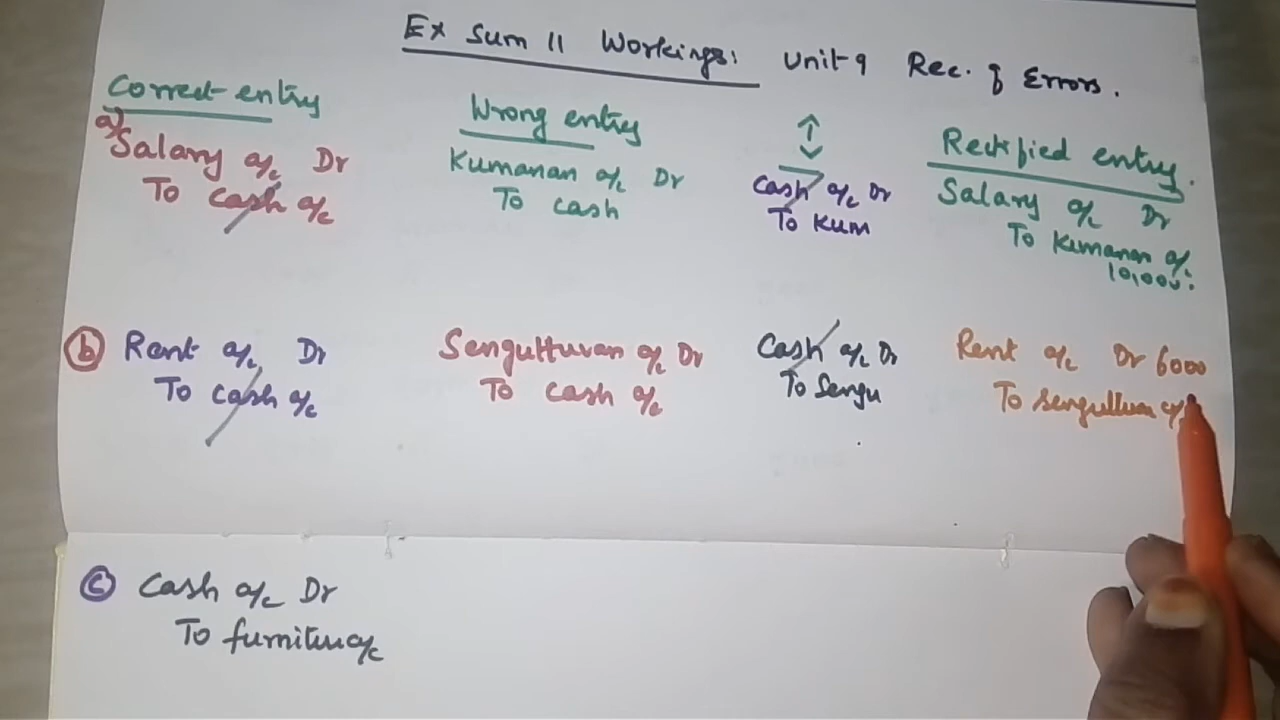 Ex Sum 11 Workings: Unit 9 Rec. of Errors.
Correct entry
Wrong entry
Rectified entry.
a)
Salary a/c Dr
To cash a/c
Kumanan a/c Dr
To cash
Cash a/c Dr
To Kum
Salary a/c Dr
To Kumanan a/c
10,000:
b Rent a/c Dr
To cash a/c
Senguttuvan a/c Dr
To cash a/c
Cash a/c Dr
To Sengu
Rent a/c Dr 6000
To
c Cash a/c Dr
To furniture a/c